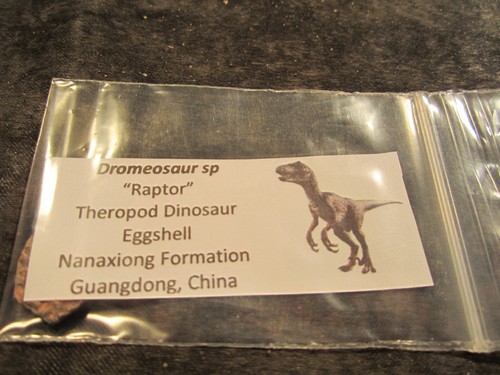 Dromeosaur sp
“Raptor”
Theropod Dinosaur
Eggshell
Nanaxiong Formation
Guangdong, China